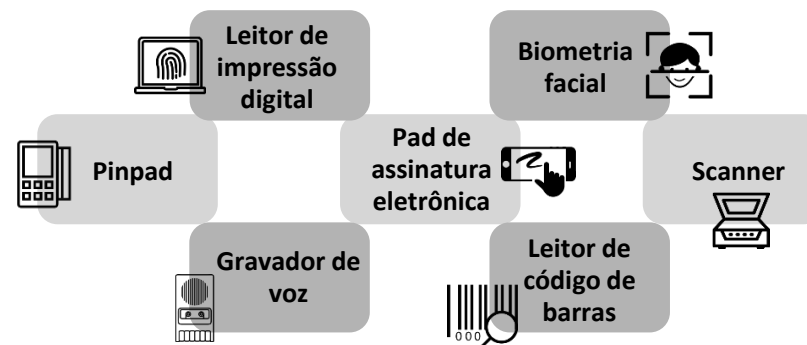 Leitor de
impressão
digital
Biometria
facial
Pinpad
Pad de
assinatura
eletrônica
Scanner
Gravador de
voz
Leitor de
código de
barras
000